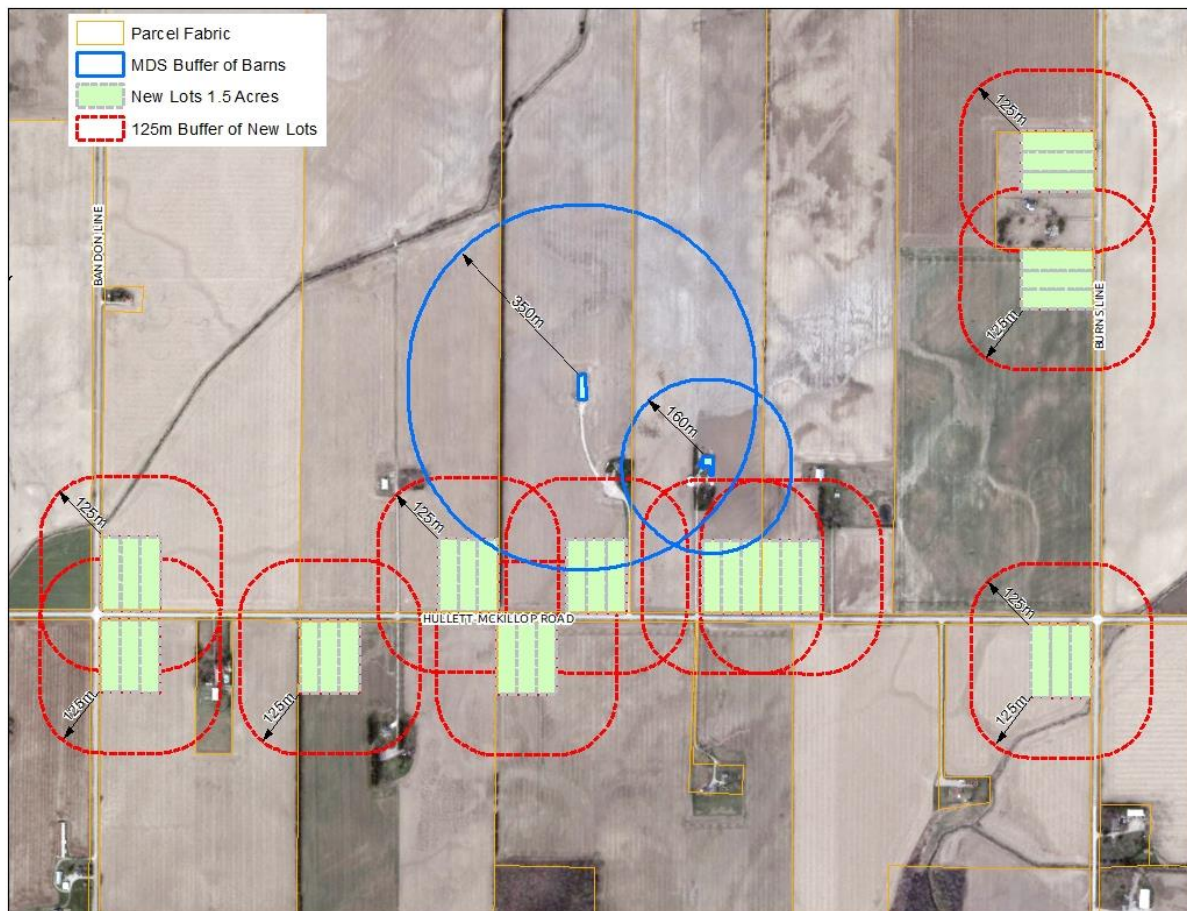 Parcel Fabric
MDS Buffer of Barns
New Lots 1.5 Acres
125m Buffer of New Lots
125m
BANDON LINE
350m
125m
BURNS LINE
160m
125m
125m
125m
HULLETT-MCKILLOP ROAD
125m
125m
125m